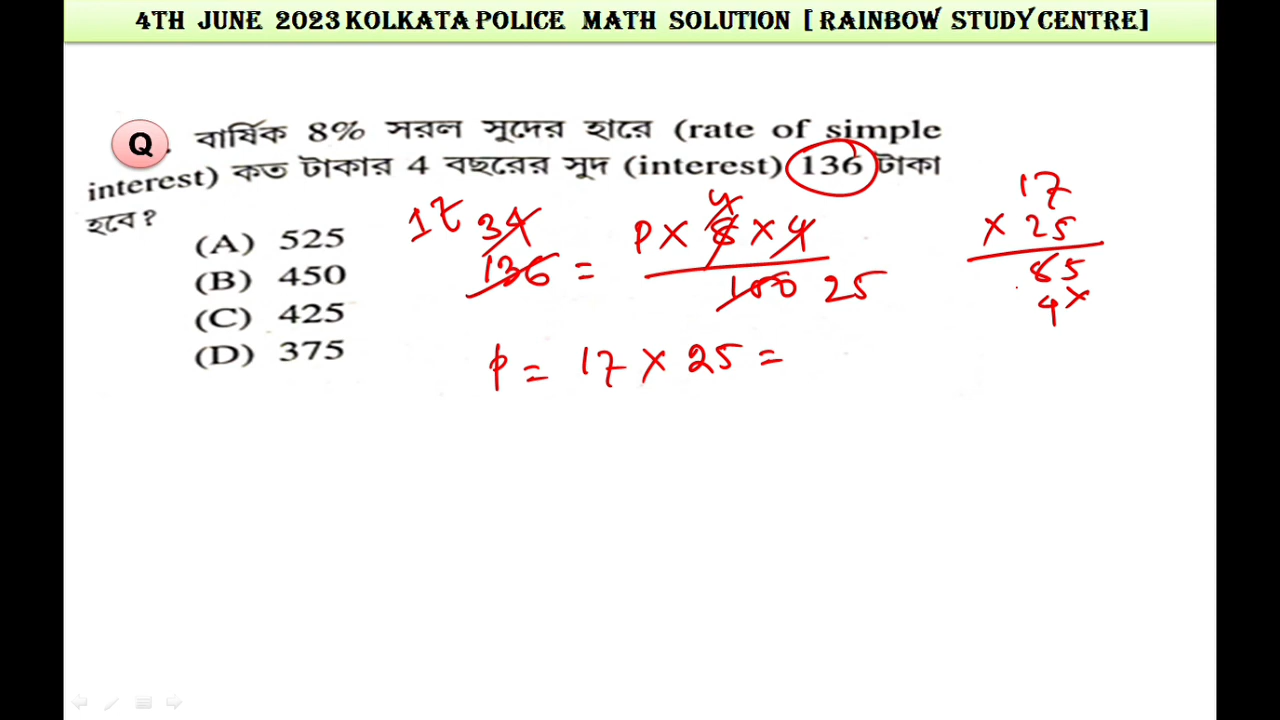 4TH JUNE 2023 KOLKATA POLICE MATH SOLUTION [ RAINBOW STUDY CENTRE]
Q. বার্ষিক 8% সরল সুদের হারে (rate of simple
interest) কত টাকার 4 বছরের সুদ (interest) 136 টাকা
হবে?
(A) 525
(B) 450
(C) 425
(D) 375
17 34 4
136 = P X 8 X 4
100 25
P = 17 X 25 =
17
X 25
85
4 X